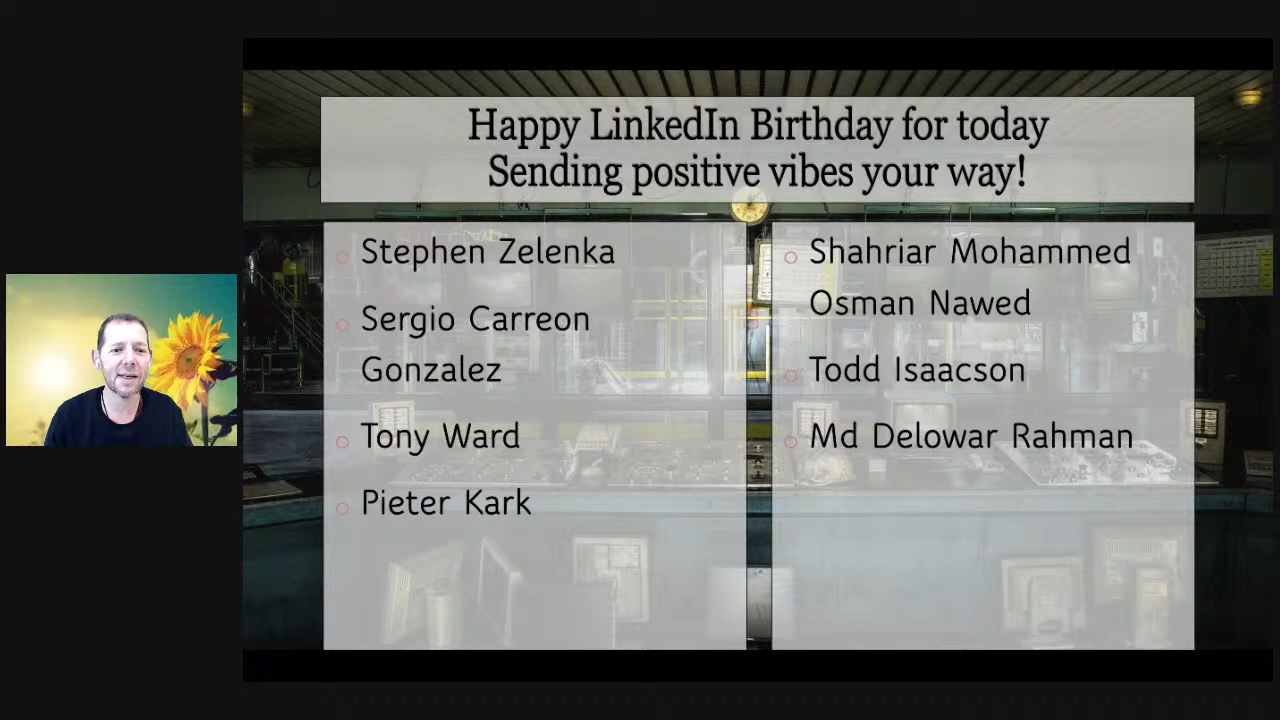 Happy LinkedIn Birthday for today
Sending positive vibes your way!
Stephen Zelenka
Sergio Carreon
Gonzalez
Tony Ward
Pieter Kark
Shahriar Mohammed
Osman Nawed
Todd Isaacson
Md Delowar Rahman